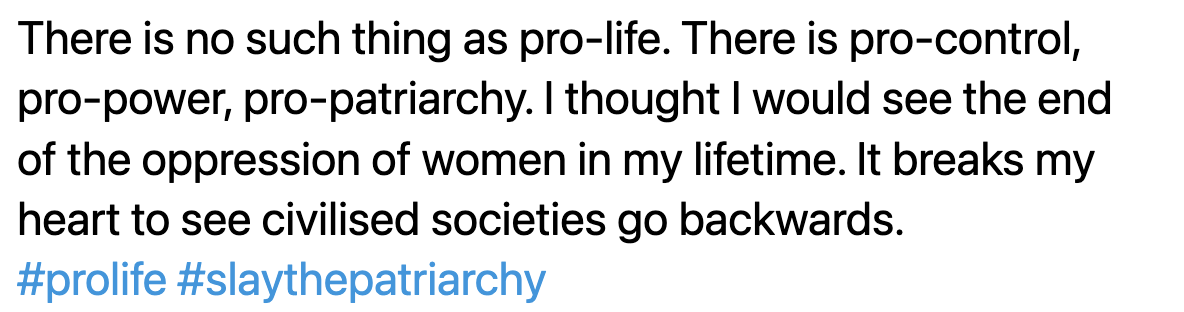 There is no such thing as pro-life. There is pro-control,
pro-power, pro-patriarchy. I thought I would see the end
of the oppression of women in my lifetime. It breaks my
heart to see civilised societies go backwards.
#prolife #slaythepatriarchy